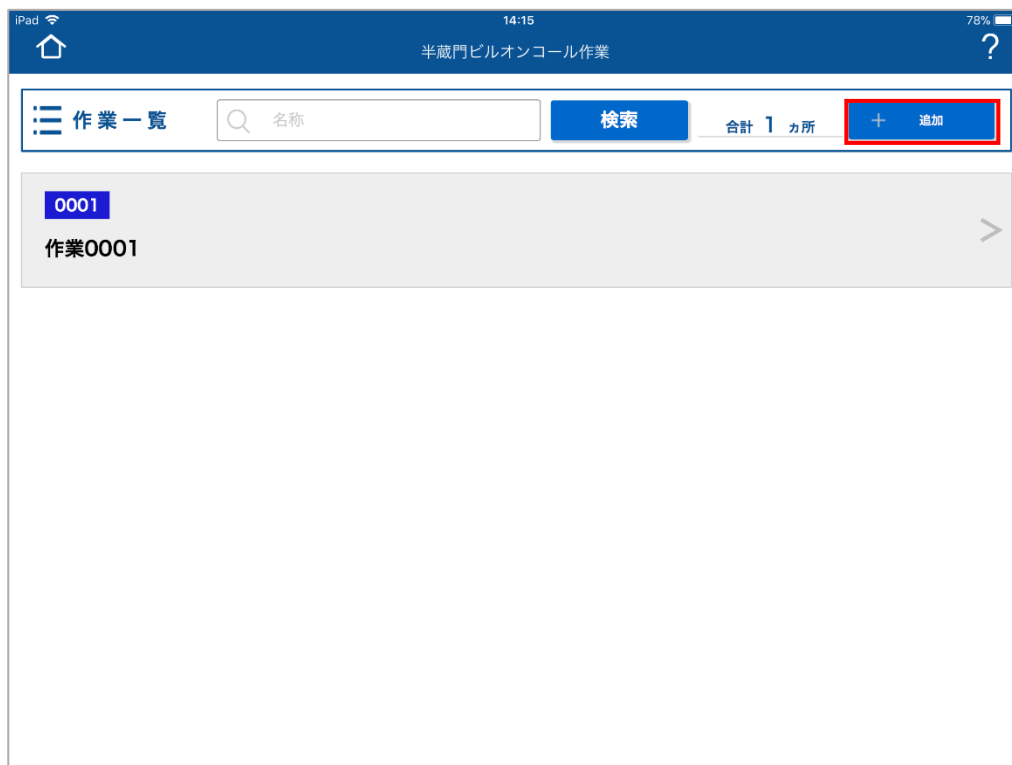 iPad 14:15 78%
半蔵門ビルオンコール作業 ?
作業一覧 名称 検索 合計 1 ヵ所 + 追加
0001
作業0001